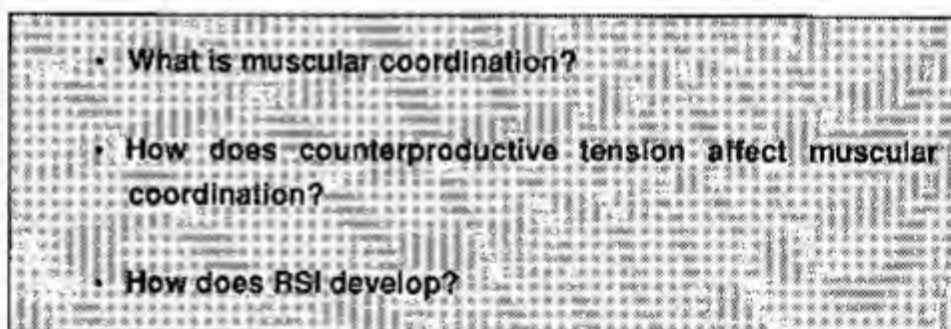 • What is muscular coordination?
• How does counterproductive tension affect muscular
coordination?
• How does RSI develop?